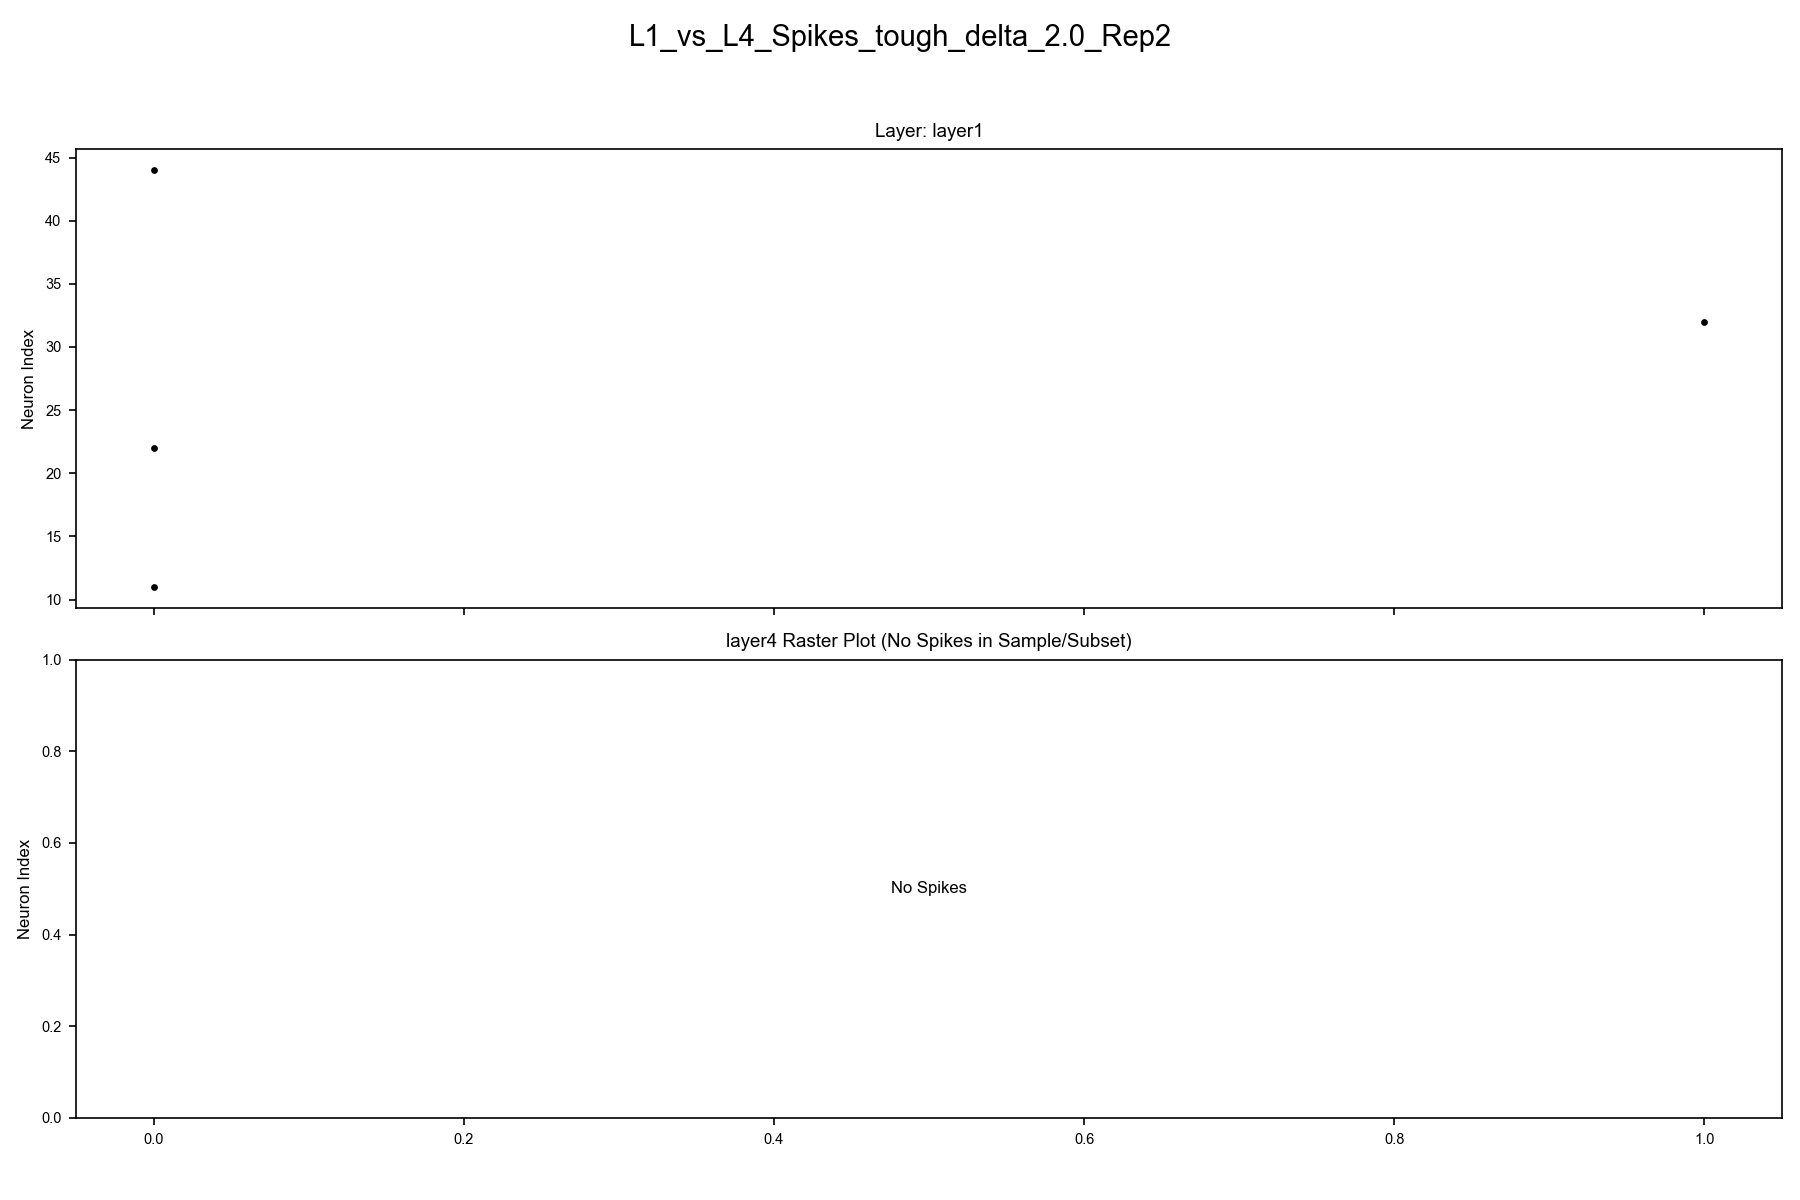 L1_vs_L4_Spikes_tough_delta_2.0_Rep2
Layer: layer1
45
40
35
30
25
20
15
10
Neuron Index
layer4 Raster Plot (No Spikes in Sample/Subset)
1.0
0.8
0.6
0.4
0.2
0.0
Neuron Index
No Spikes
0.0 0.2 0.4 0.6 0.8 1.0